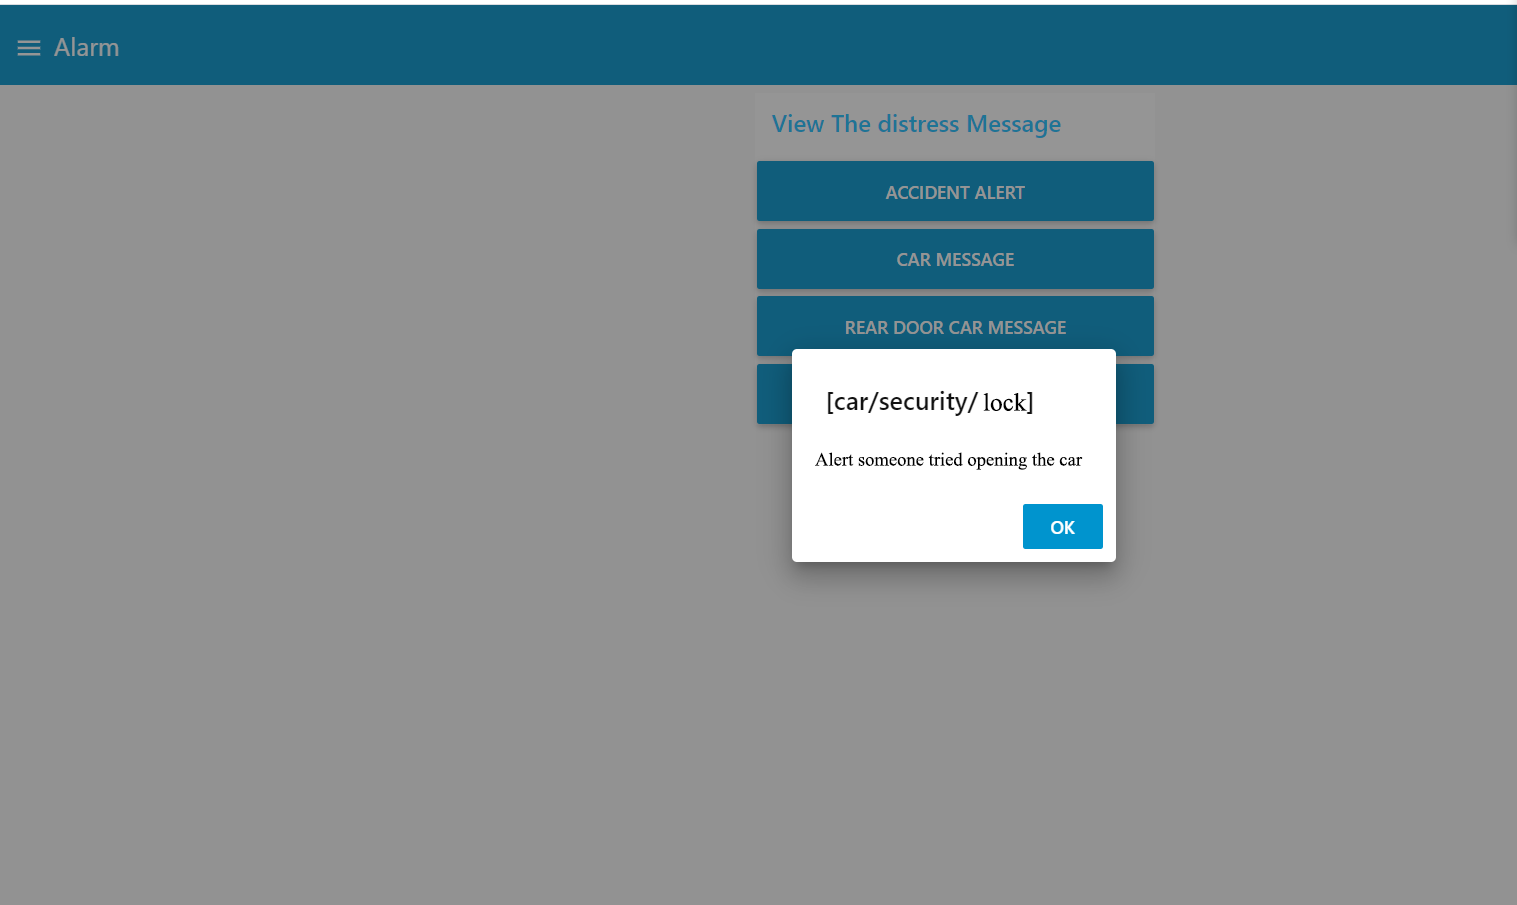 Alarm
View The distress Message
ACCIDENT ALERT
CAR MESSAGE
REAR DOOR CAR MESSAGE
[car/security/ lock]
Alert someone tried opening the car
OK